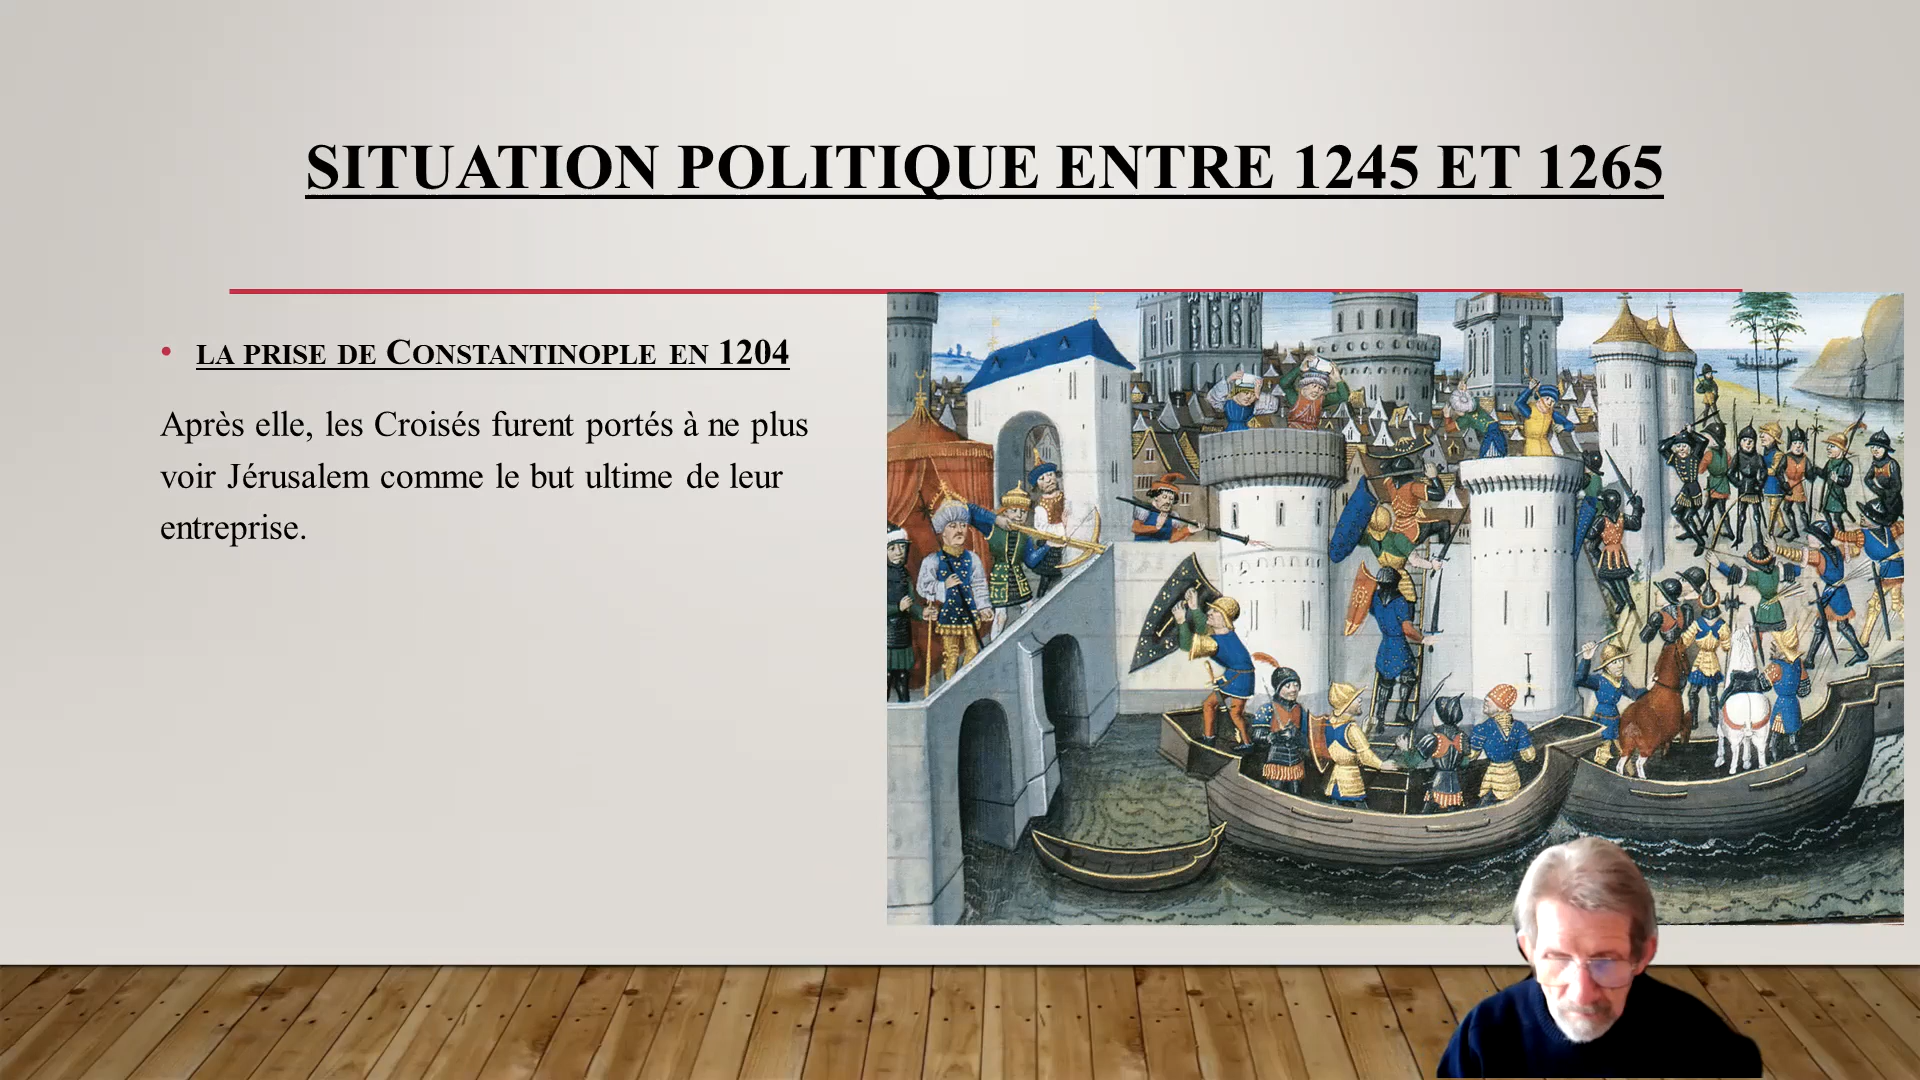 SITUATION POLITIQUE ENTRE 1245 ET 1265
• LA PRISE DE CONSTANTINOPLE EN 1204
Après elle, les Croisés furent portés à ne plus
voir Jérusalem comme le but ultime de leur
entreprise.